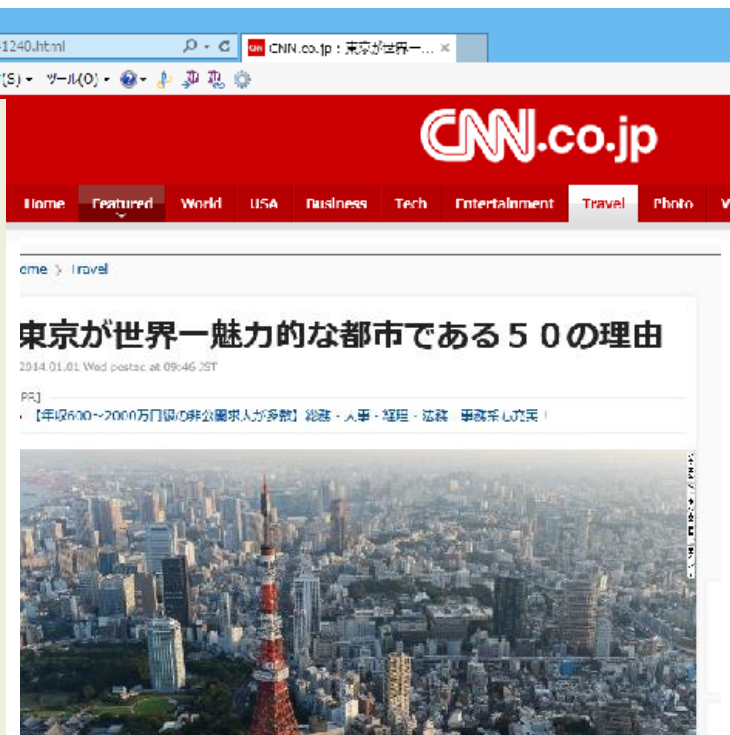 1240.html
CNN.co.jp : 東京が世界一...
(S) ツール(O)
CNN.co.jp
Home Featured World USA Business Tech Entertainment Travel Photo V
ome > Travel
東京が世界一魅力的な都市である５０の理由
2014.01.01 Wed posted at 09:46 JST
PR]
【年収600～2000万円級の非公開求人が多数】総務・人事・経理・法務・事務系も充実！